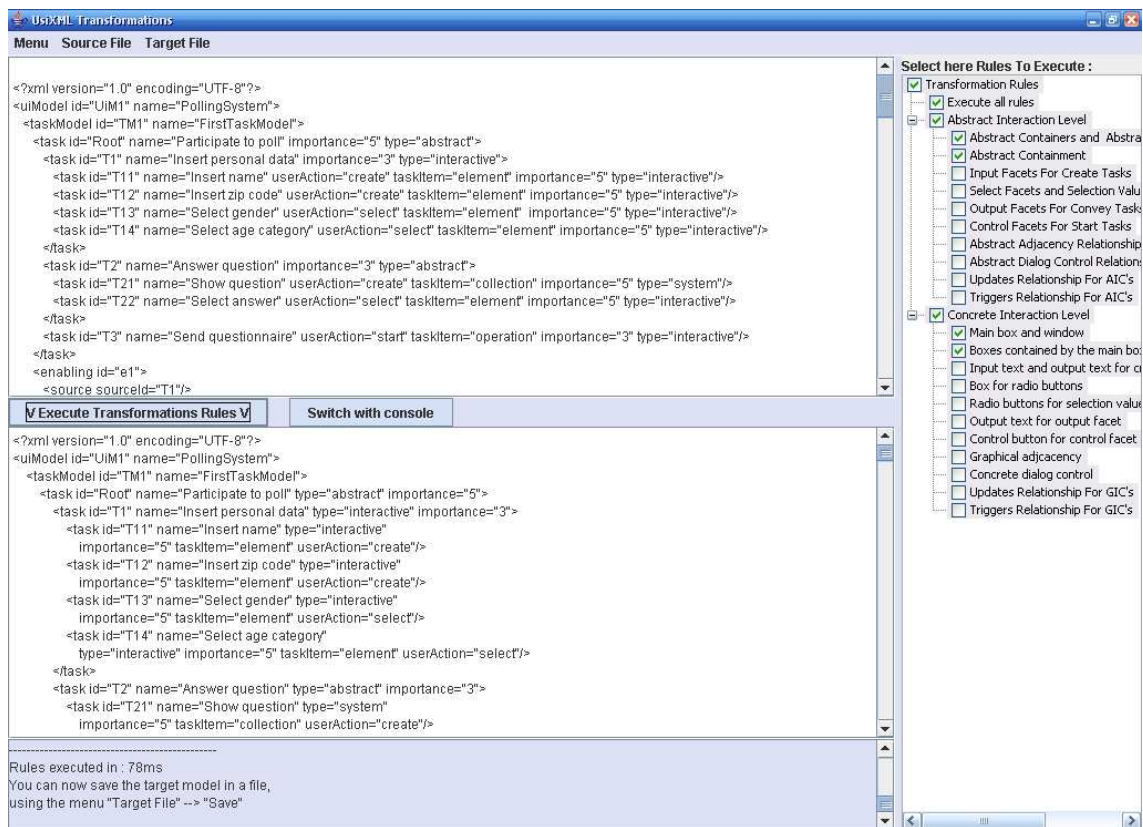 UsiXML Transformations
Menu Source File Target File
<?xml version="1.0" encoding="UTF-8"?>
<uiModel id="UiM1" name="PollingSystem">
<taskModel id="TM1" name="FirstTaskModel">
<task id="Root" name="Participate to poll" importance="5" type="abstract">
<task id="T1" name="Insert personal data" importance="3" type="interactive">
<task id="T11" name="Insert name" userAction="create" taskItem="element" importance="5" type="interactive"/>
<task id="T12" name="Insert zip code" userAction="create" taskItem="element" importance="5" type="interactive"/>
<task id="T13" name="Select gender" userAction="select" taskItem="element" importance="5" type="interactive"/>
<task id="T14" name="Select age category" userAction="select" taskItem="element" importance="5" type="interactive"/>
</task>
<task id="T2" name="Answer question" importance="3" type="abstract">
<task id="T21" name="Show question" userAction="create" taskItem="collection" importance="5" type="system"/>
<task id="T22" name="Select answer" userAction="select" taskItem="element" importance="5" type="interactive"/>
</task>
<task id="T3" name="Send questionnaire" userAction="start" taskItem="operation" importance="3" type="interactive"/>
</task>
<enabling id="e1">
<source sourceId="T1"/>
V Execute Transformations Rules V Switch with console
<?xml version="1.0" encoding="UTF-8"?>
<uiModel id="UiM1" name="PollingSystem">
<taskModel id="TM1" name="FirstTaskModel">
<task id="Root" name="Participate to poll" type="abstract" importance="5">
<task id="T1" name="Insert personal data" type="interactive" importance="3">
<task id="T11" name="Insert name" type="interactive"
importance="5" taskItem="element" userAction="create"/>
<task id="T12" name="Insert zip code" type="interactive"
importance="5" taskItem="element" userAction="create"/>
<task id="T13" name="Select gender" type="interactive"
importance="5" taskItem="element" userAction="select"/>
<task id="T14" name="Select age category"
type="interactive" importance="5" taskItem="element" userAction="select"/>
</task>
<task id="T2" name="Answer question" type="abstract" importance="3">
<task id="T21" name="Show question" type="system"
importance="5" taskItem="collection" userAction="create"/>
------------------------------------------------
Rules executed in : 78ms
You can now save the target model in a file,
using the menu "Target File" --> "Save"
Select here Rules To Execute :
Transformation Rules
Execute all rules
Abstract Interaction Level
Abstract Containers and Abstra
Abstract Containment
Input Facets For Create Tasks
Select Facets and Selection Valu
Output Facets For Convey Task
Control Facets For Start Tasks
Abstract Adjacency Relationship
Abstract Dialog Control Relation
Updates Relationship For AIC's
Triggers Relationship For AIC's
Concrete Interaction Level
Main box and window
Boxes contained by the main bo
Input text and output text for c
Box for radio buttons
Radio buttons for selection value
Output text for output facet
Control button for control facet
Graphical adjcacency
Concrete dialog control
Updates Relationship For GIC's
Triggers Relationship For GIC's